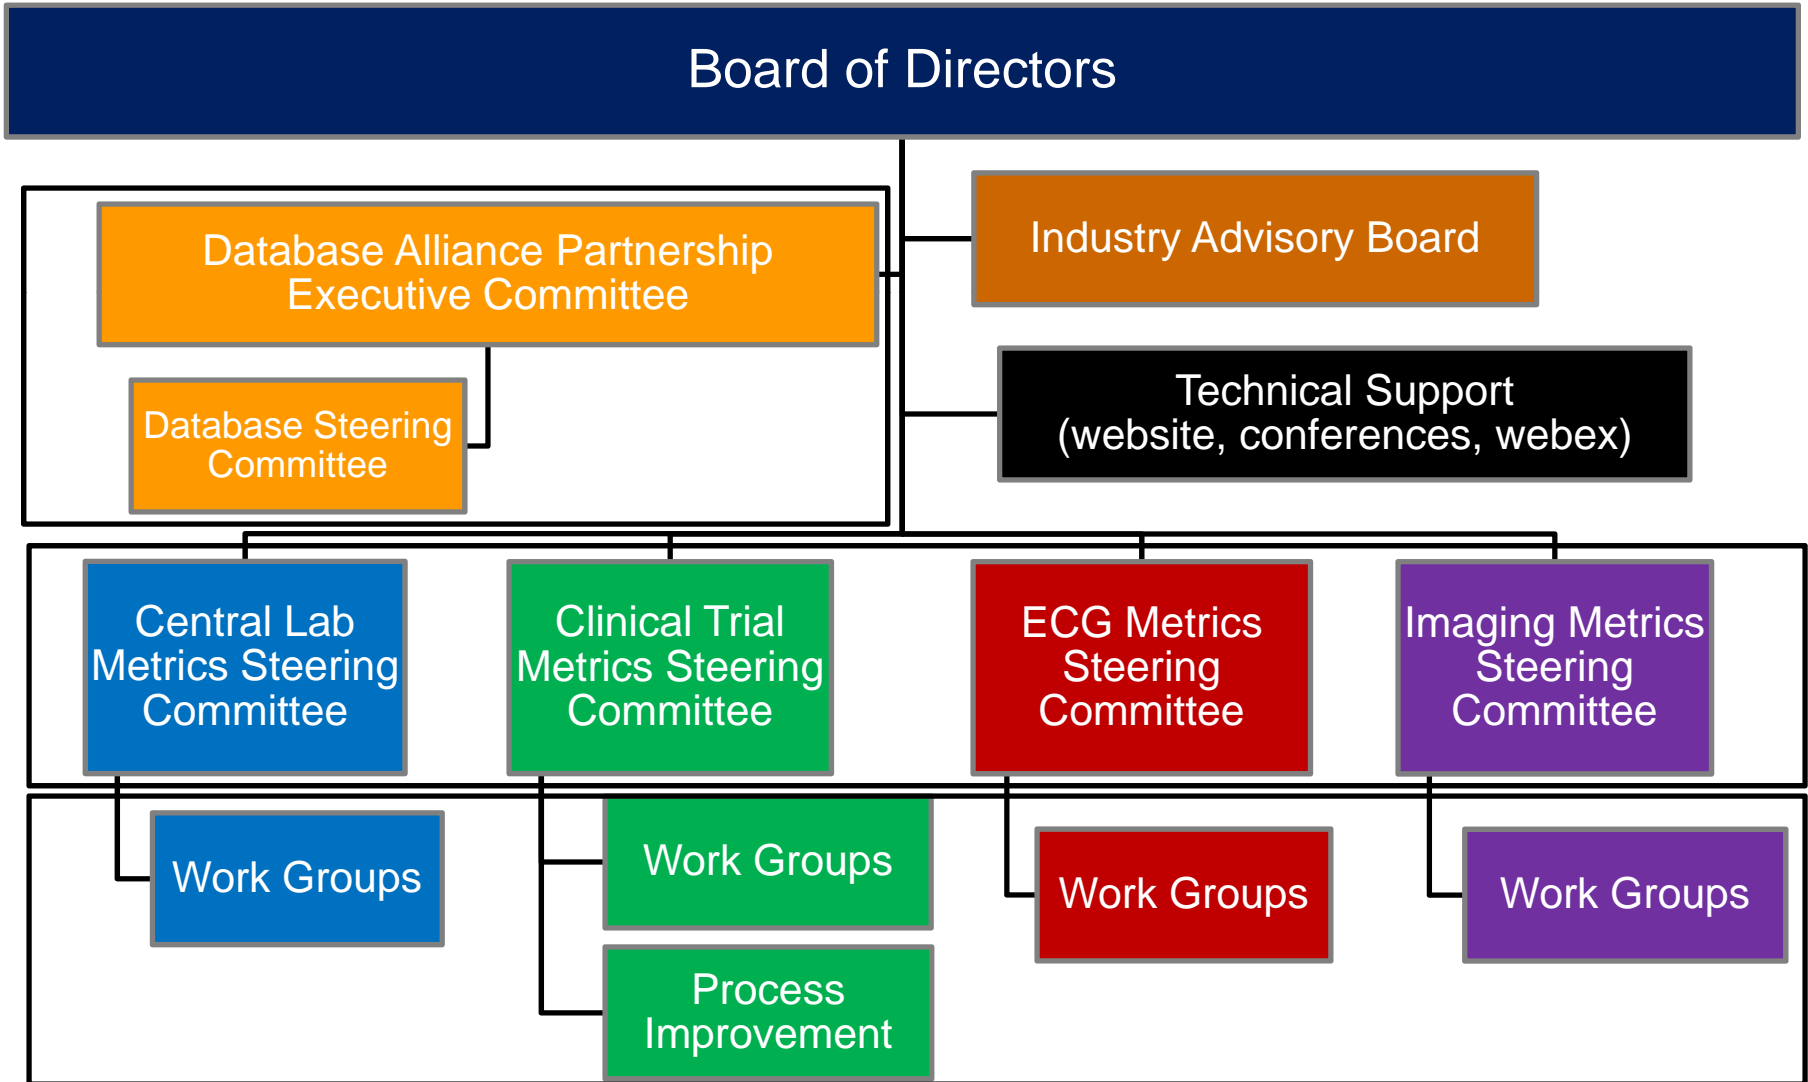 Board of Directors
Database Alliance Partnership
Executive Committee
Industry Advisory Board
Database Steering
Committee
Technical Support
(website, conferences, webex)
Central Lab
Metrics Steering
Committee
Clinical Trial
Metrics Steering
Committee
ECG Metrics
Steering
Committee
Imaging Metrics
Steering
Committee
Work Groups
Work Groups
Process
Improvement
Work Groups
Work Groups